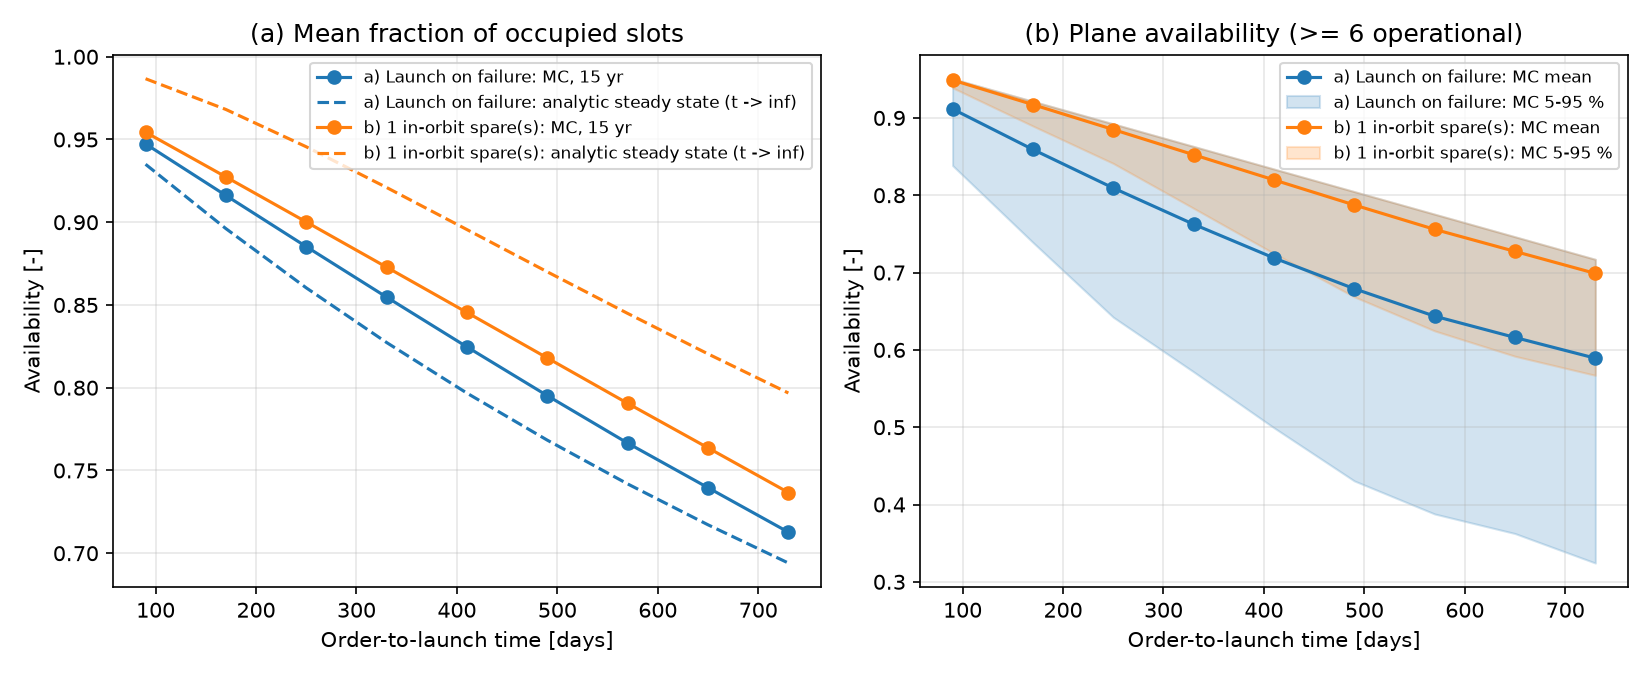 (a) Mean fraction of occupied slots
1.00
0.95
0.90
0.85
0.80
0.75
0.70
Availability [-]
a) Launch on failure: MC, 15 yr
a) Launch on failure: analytic steady state (t -> inf)
b) 1 in-orbit spare(s): MC, 15 yr
b) 1 in-orbit spare(s): analytic steady state (t -> inf)
100 200 300 400 500 600 700
Order-to-launch time [days]
(b) Plane availability (>= 6 operational)
0.9
0.8
0.7
0.6
0.5
0.4
0.3
Availability [-]
a) Launch on failure: MC mean
a) Launch on failure: MC 5-95 %
b) 1 in-orbit spare(s): MC mean
b) 1 in-orbit spare(s): MC 5-95 %
100 200 300 400 500 600 700
Order-to-launch time [days]